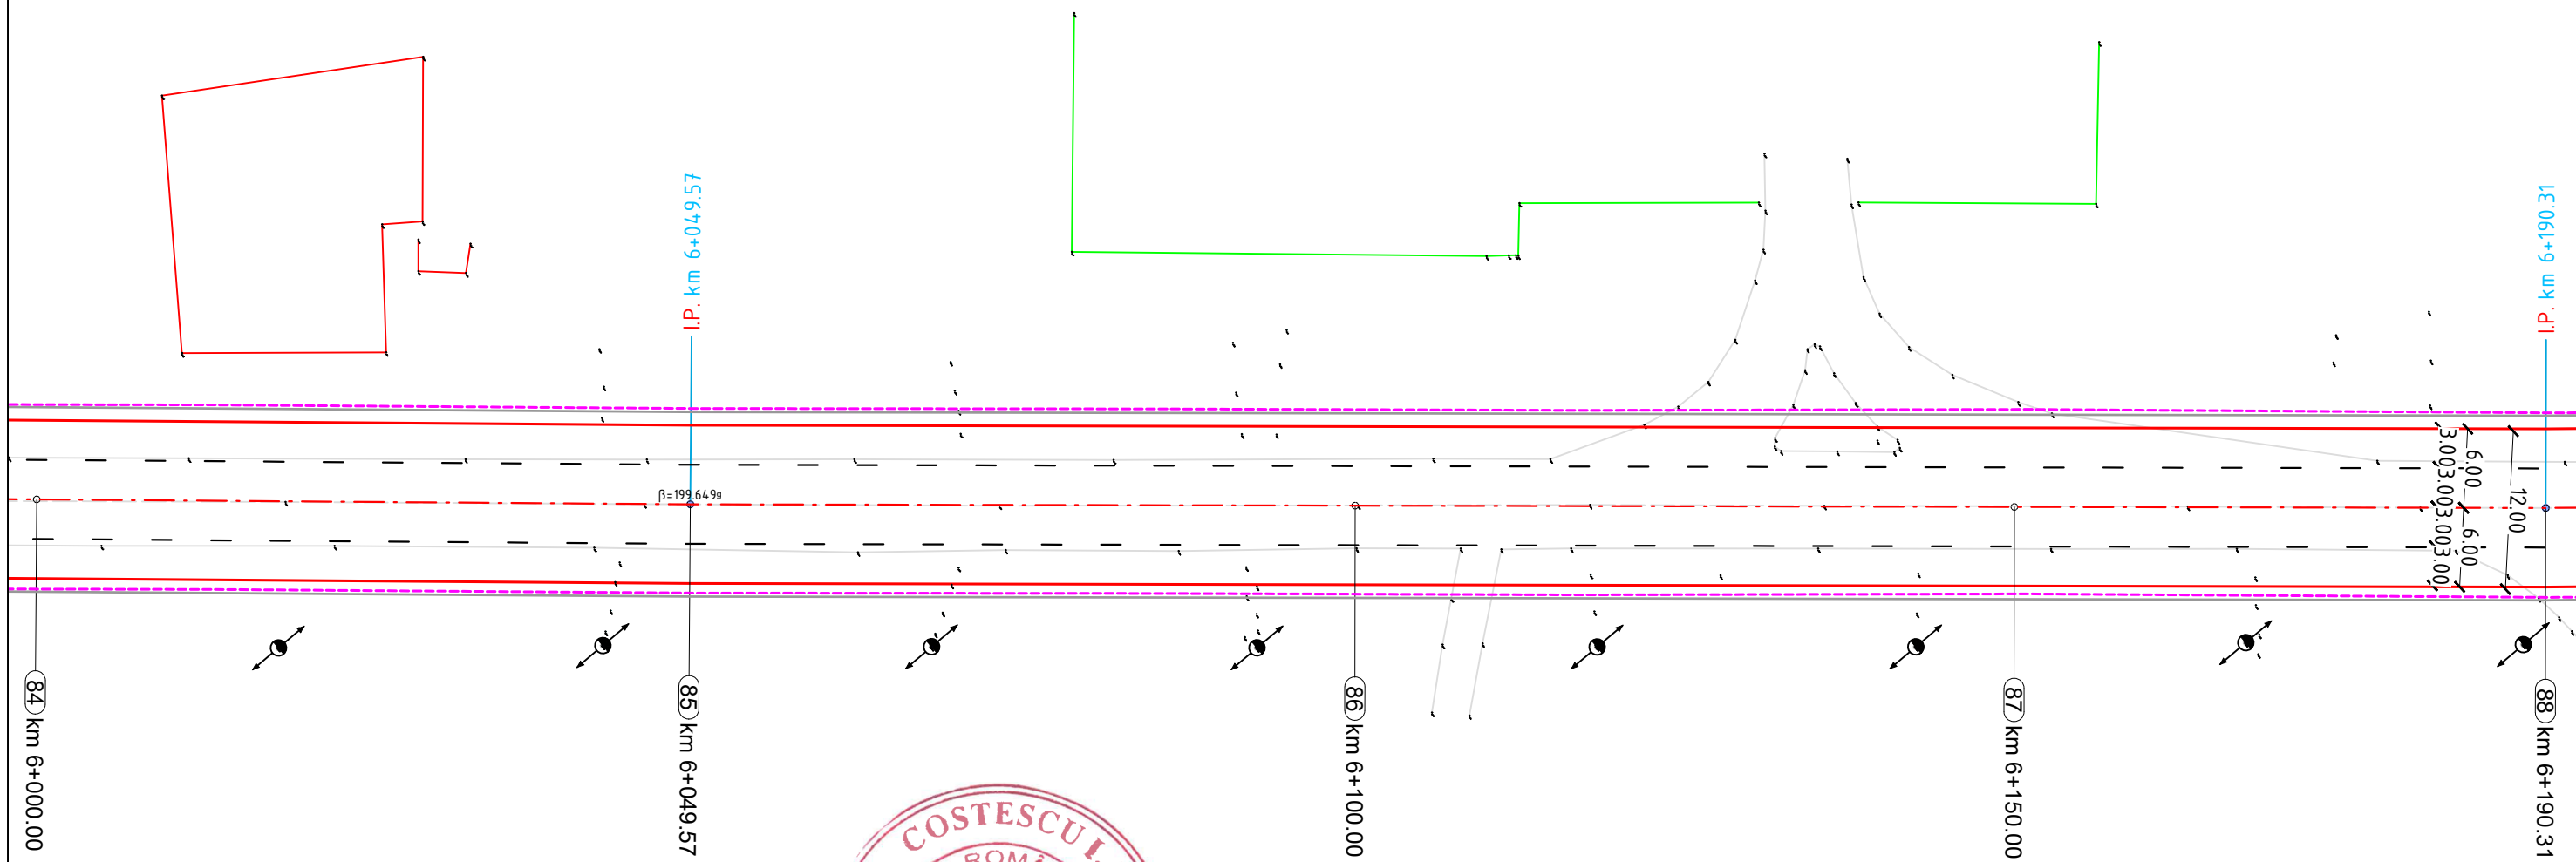 I.P. km 6+049.57
I.P. km 6+190.31
β=199.649g
3.00 3.00 3.00 3.00
6.00 6.00
12.00
84 km 6+000.00
85 km 6+049.57
86 km 6+100.00
87 km 6+150.00
88 km 6+190.31
COSTESCU
ROMÂ